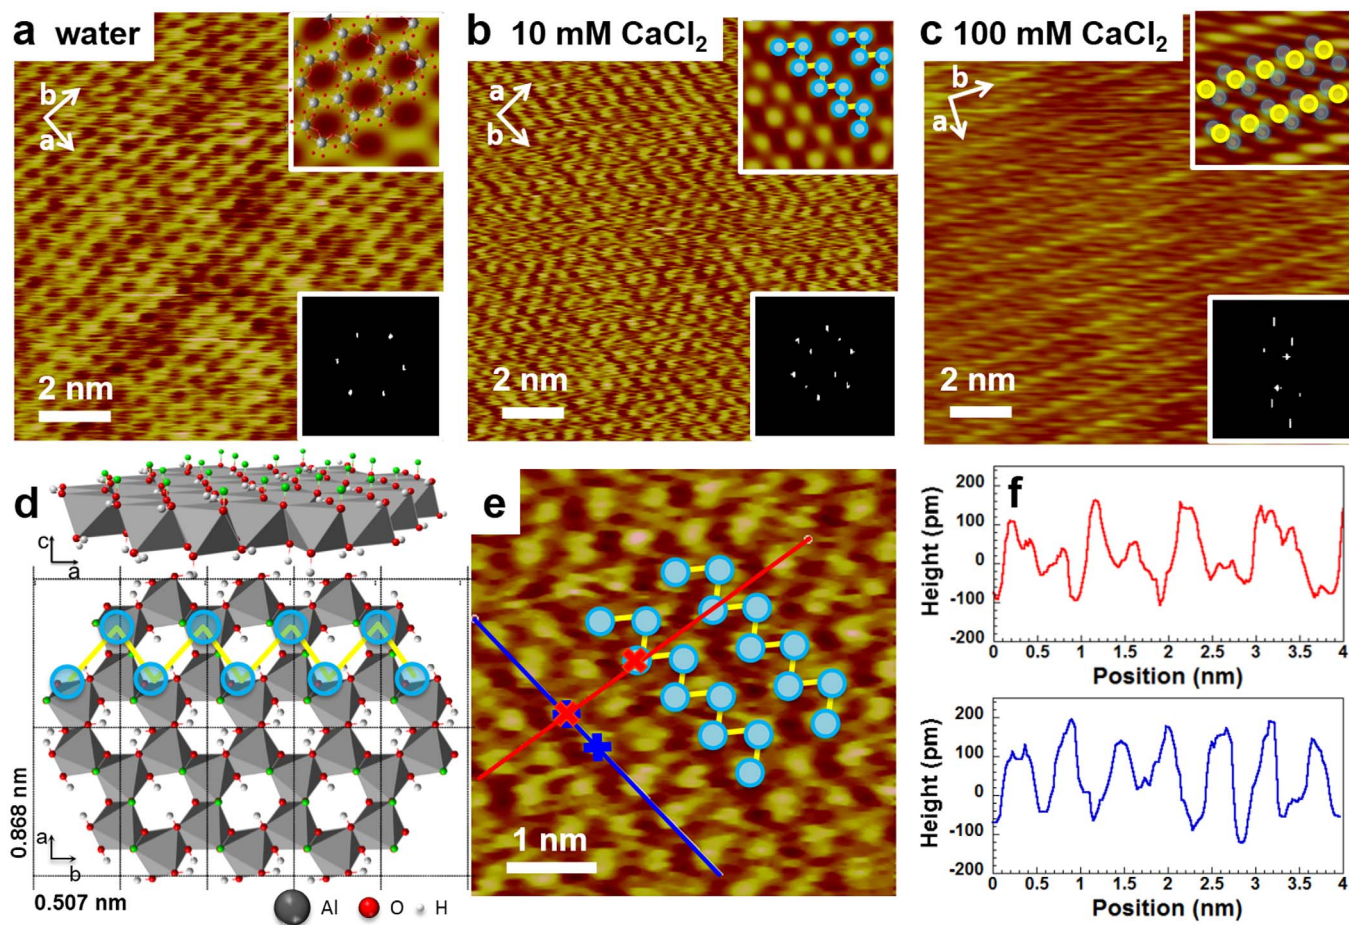 a water
b
a
2 nm
b 10 mM CaCl₂
a
b
2 nm
c 100 mM CaCl₂
b
a
2 nm
d
c
a
0.868 nm
a
b
0.507 nm
Al O H
e
1 nm
f
Height (pm)
200
100
0
-100
-200
0 0.5 1 1.5 2 2.5 3 3.5 4
Position (nm)
Height (pm)
200
100
0
-100
-200
0 0.5 1 1.5 2 2.5 3 3.5 4
Position (nm)